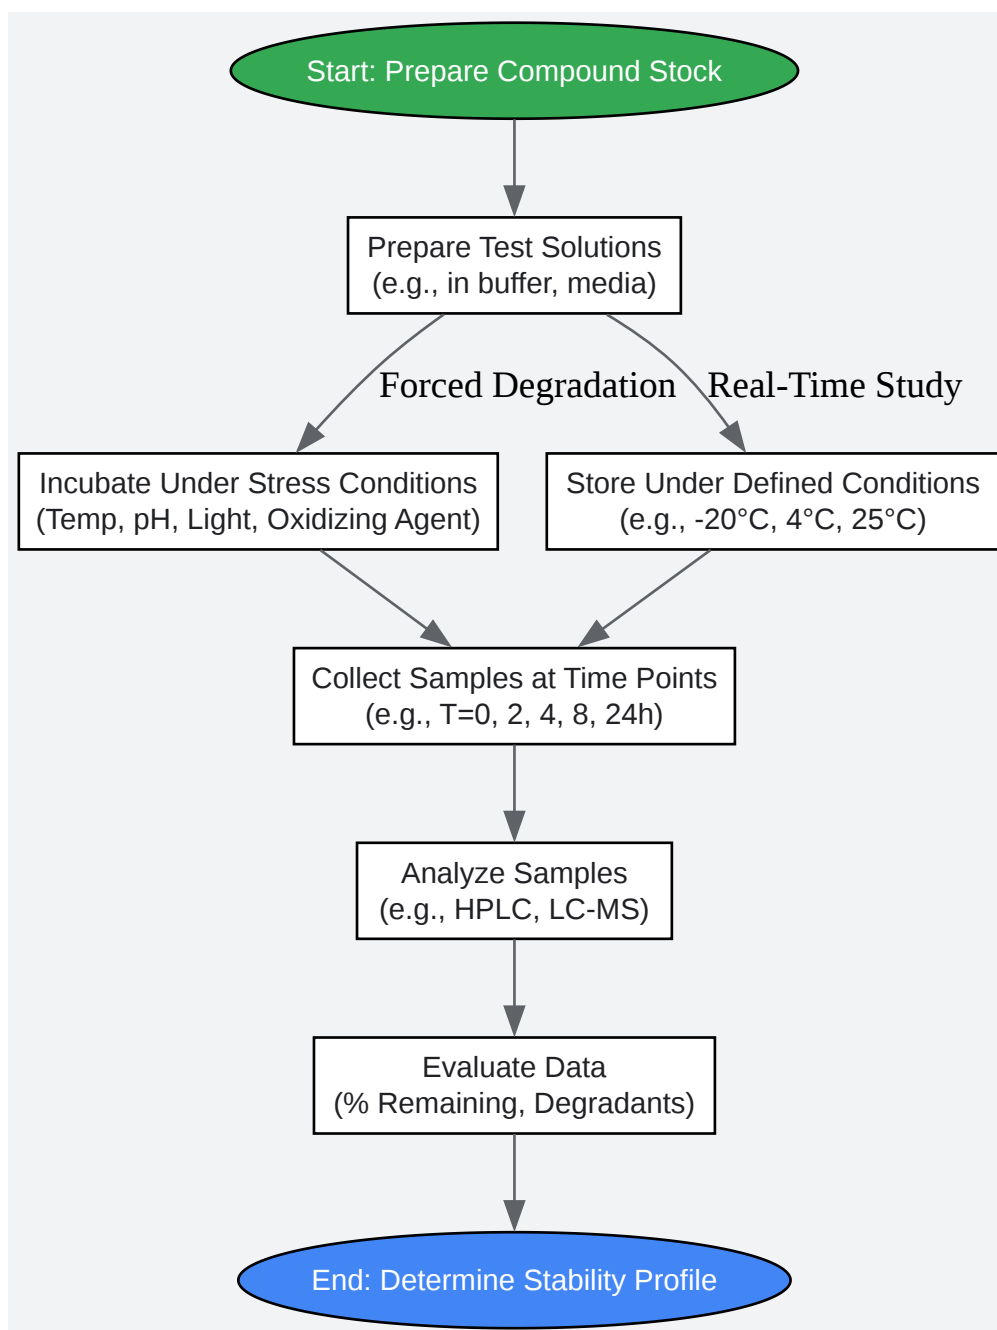 Start: Prepare Compound Stock
Prepare Test Solutions
(e.g., in buffer, media)
Forced Degradation
Real-Time Study
Incubate Under Stress Conditions
(Temp, pH, Light, Oxidizing Agent)
Store Under Defined Conditions
(e.g., -20°C, 4°C, 25°C)
Collect Samples at Time Points
(e.g., T=0, 2, 4, 8, 24h)
Analyze Samples
(e.g., HPLC, LC-MS)
Evaluate Data
(% Remaining, Degradants)
End: Determine Stability Profile